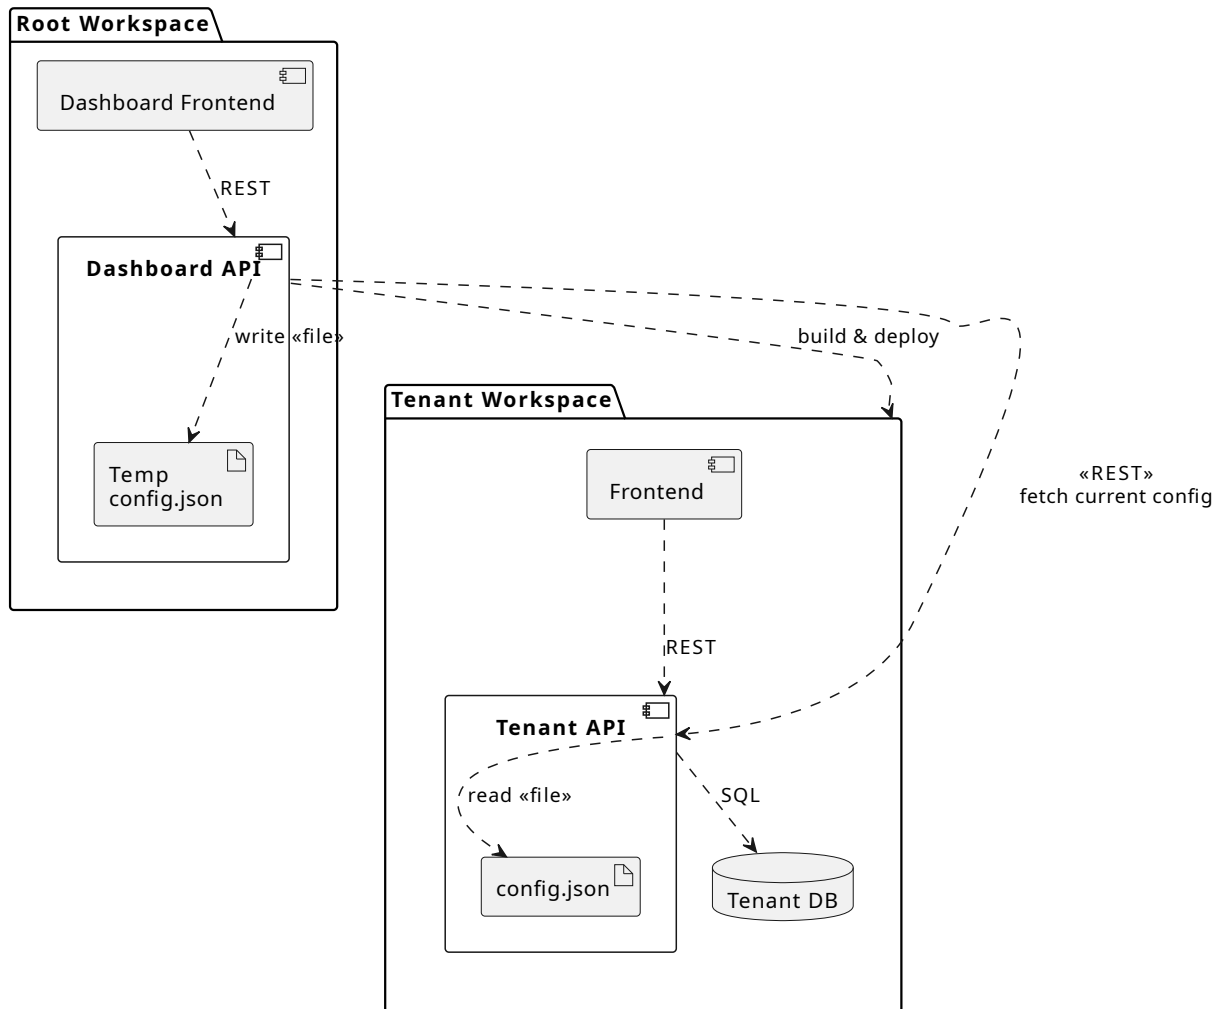 Root Workspace
Dashboard Frontend
REST
Dashboard API
write «file»
build & deploy
Temp
config.json
Tenant Workspace
«REST»
fetch current config
Frontend
REST
Tenant API
read «file»
SQL
config.json
Tenant DB